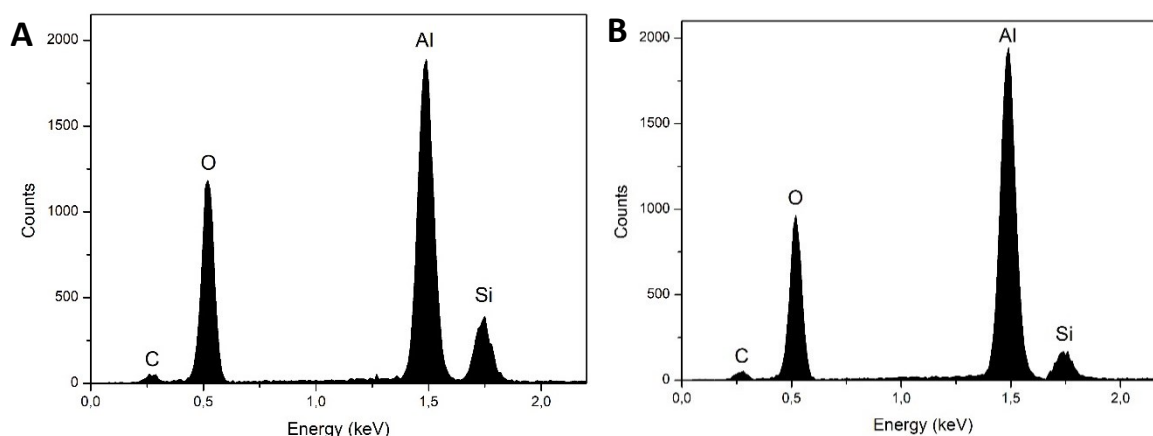 A
2000
1500
1000
500
0
Counts
C
O
Al
Si
0,0 0,5 1,0 1,5 2,0
Energy (keV)
B
2000
1500
1000
500
0
Counts
C
O
Al
Si
0,0 0,5 1,0 1,5 2,0
Energy (keV)